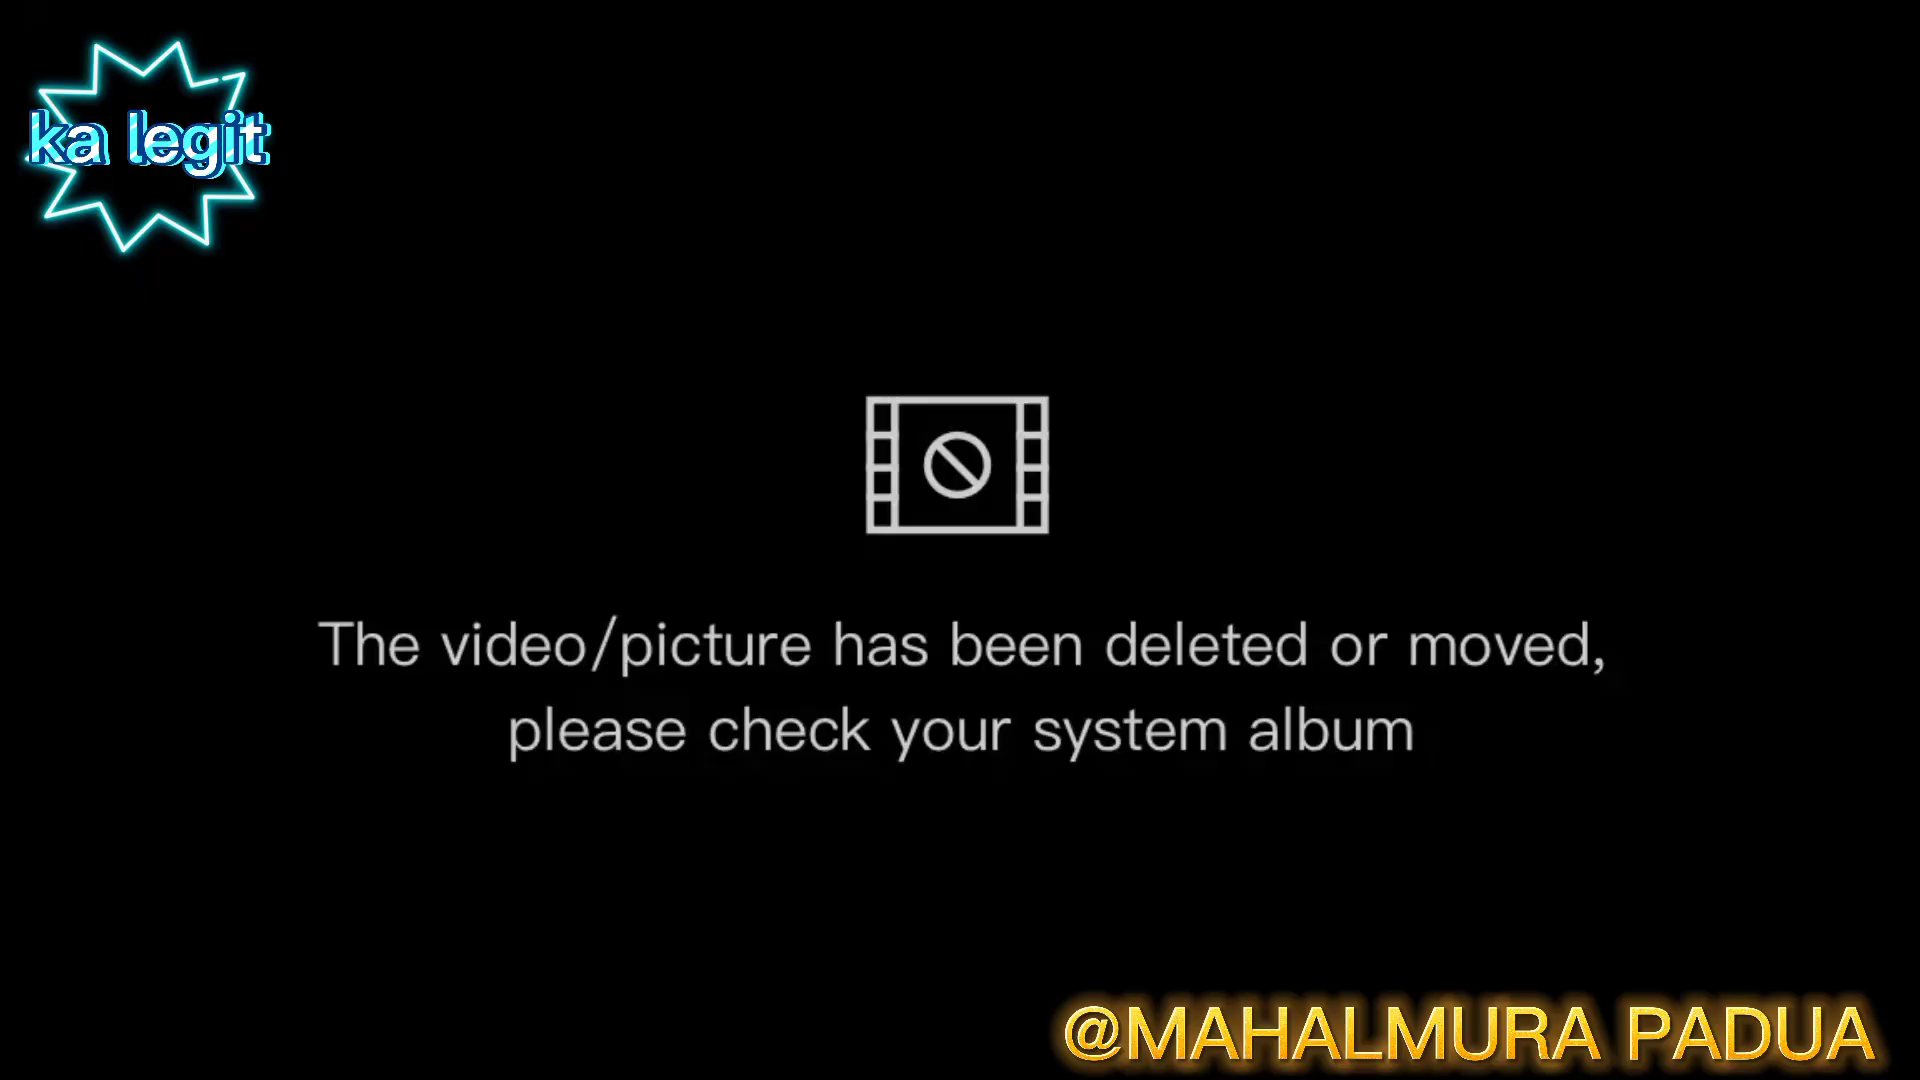 ka legit
The video/picture has been deleted or moved,
please check your system album
@MAHALMURA PADUA